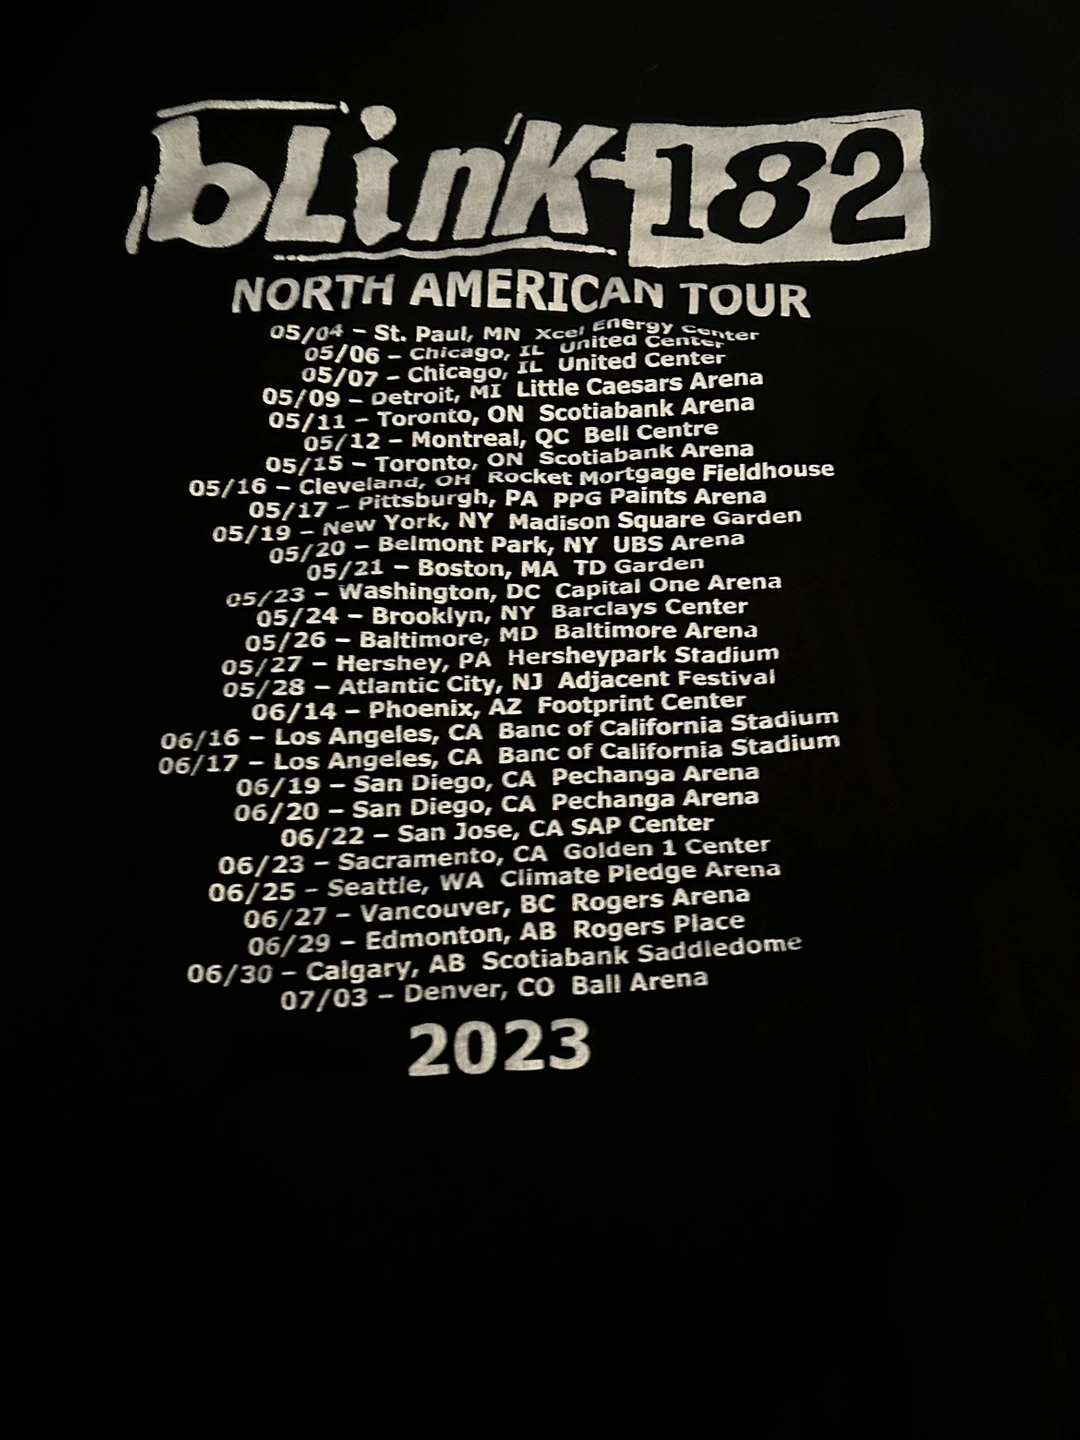 bLinK-182
NORTH AMERICAN TOUR
05/04 – St. Paul, MN Xcel Energy Center
05/06 – Chicago, IL United Center
05/07 – Chicago, IL United Center
05/09 – Detroit, MI Little Caesars Arena
05/11 – Toronto, ON Scotiabank Arena
05/12 – Montreal, QC Bell Centre
05/15 – Toronto, ON Scotiabank Arena
05/16 – Cleveland, OH Rocket Mortgage Fieldhouse
05/17 – Pittsburgh, PA PPG Paints Arena
05/19 – New York, NY Madison Square Garden
05/20 – Belmont Park, NY UBS Arena
05/21 – Boston, MA TD Garden
05/23 – Washington, DC Capital One Arena
05/24 – Brooklyn, NY Barclays Center
05/26 – Baltimore, MD Baltimore Arena
05/27 – Hershey, PA Hersheypark Stadium
05/28 – Atlantic City, NJ Adjacent Festival
06/14 – Phoenix, AZ Footprint Center
06/16 – Los Angeles, CA Banc of California Stadium
06/17 – Los Angeles, CA Banc of California Stadium
06/19 – San Diego, CA Pechanga Arena
06/20 – San Diego, CA Pechanga Arena
06/22 – San Jose, CA SAP Center
06/23 – Sacramento, CA Golden 1 Center
06/25 – Seattle, WA Climate Pledge Arena
06/27 – Vancouver, BC Rogers Arena
06/29 – Edmonton, AB Rogers Place
06/30 – Calgary, AB Scotiabank Saddledome
07/03 – Denver, CO Ball Arena
2023